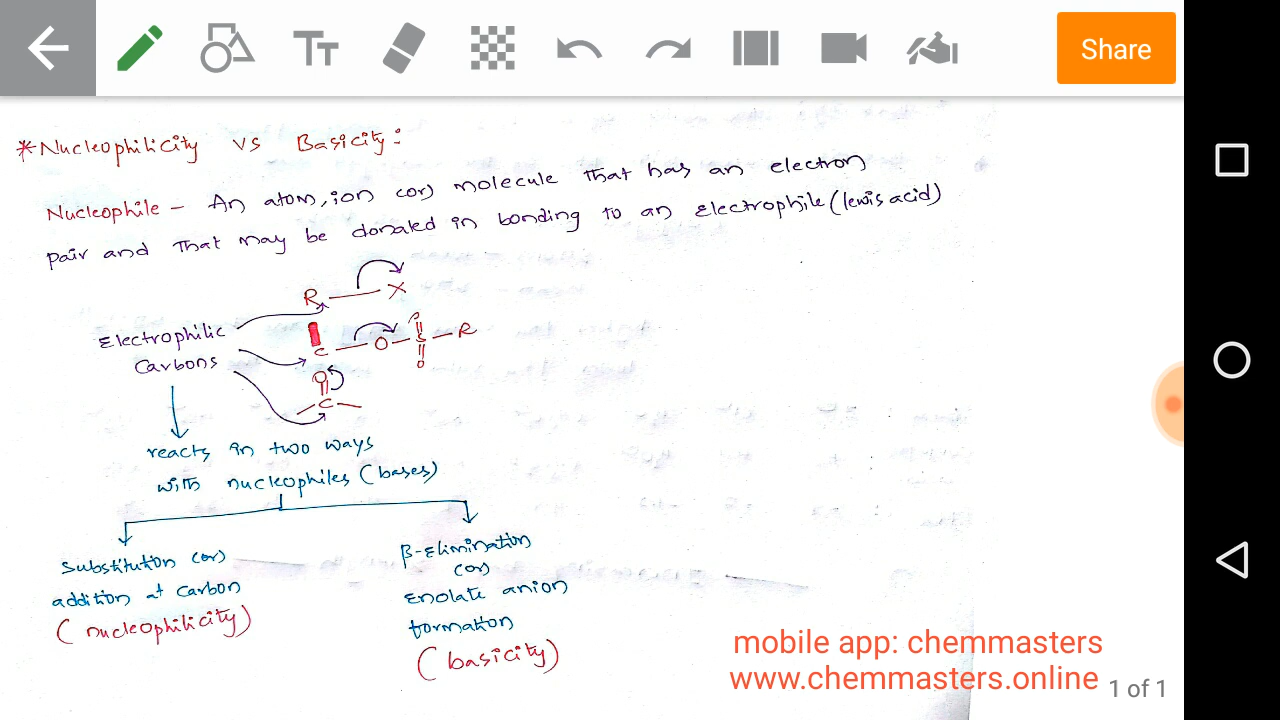 Share
*Nucleophilicity vs Basicity:
Nucleophile - An atom, ion (or) molecule that has an electron
pair and that may be donated in bonding to an electrophile (lewis acid)
R X
Electrophilic
Carbons
C O S R
O
O
O
C
reacts in two ways
with nucleophiles (bases)
Substitution (or)
addition at carbon
(nucleophilicity)
β-Elimination
(or)
enolate anion
formation
(basicity)
mobile app: chemmasters
www.chemmasters.online
1 of 1